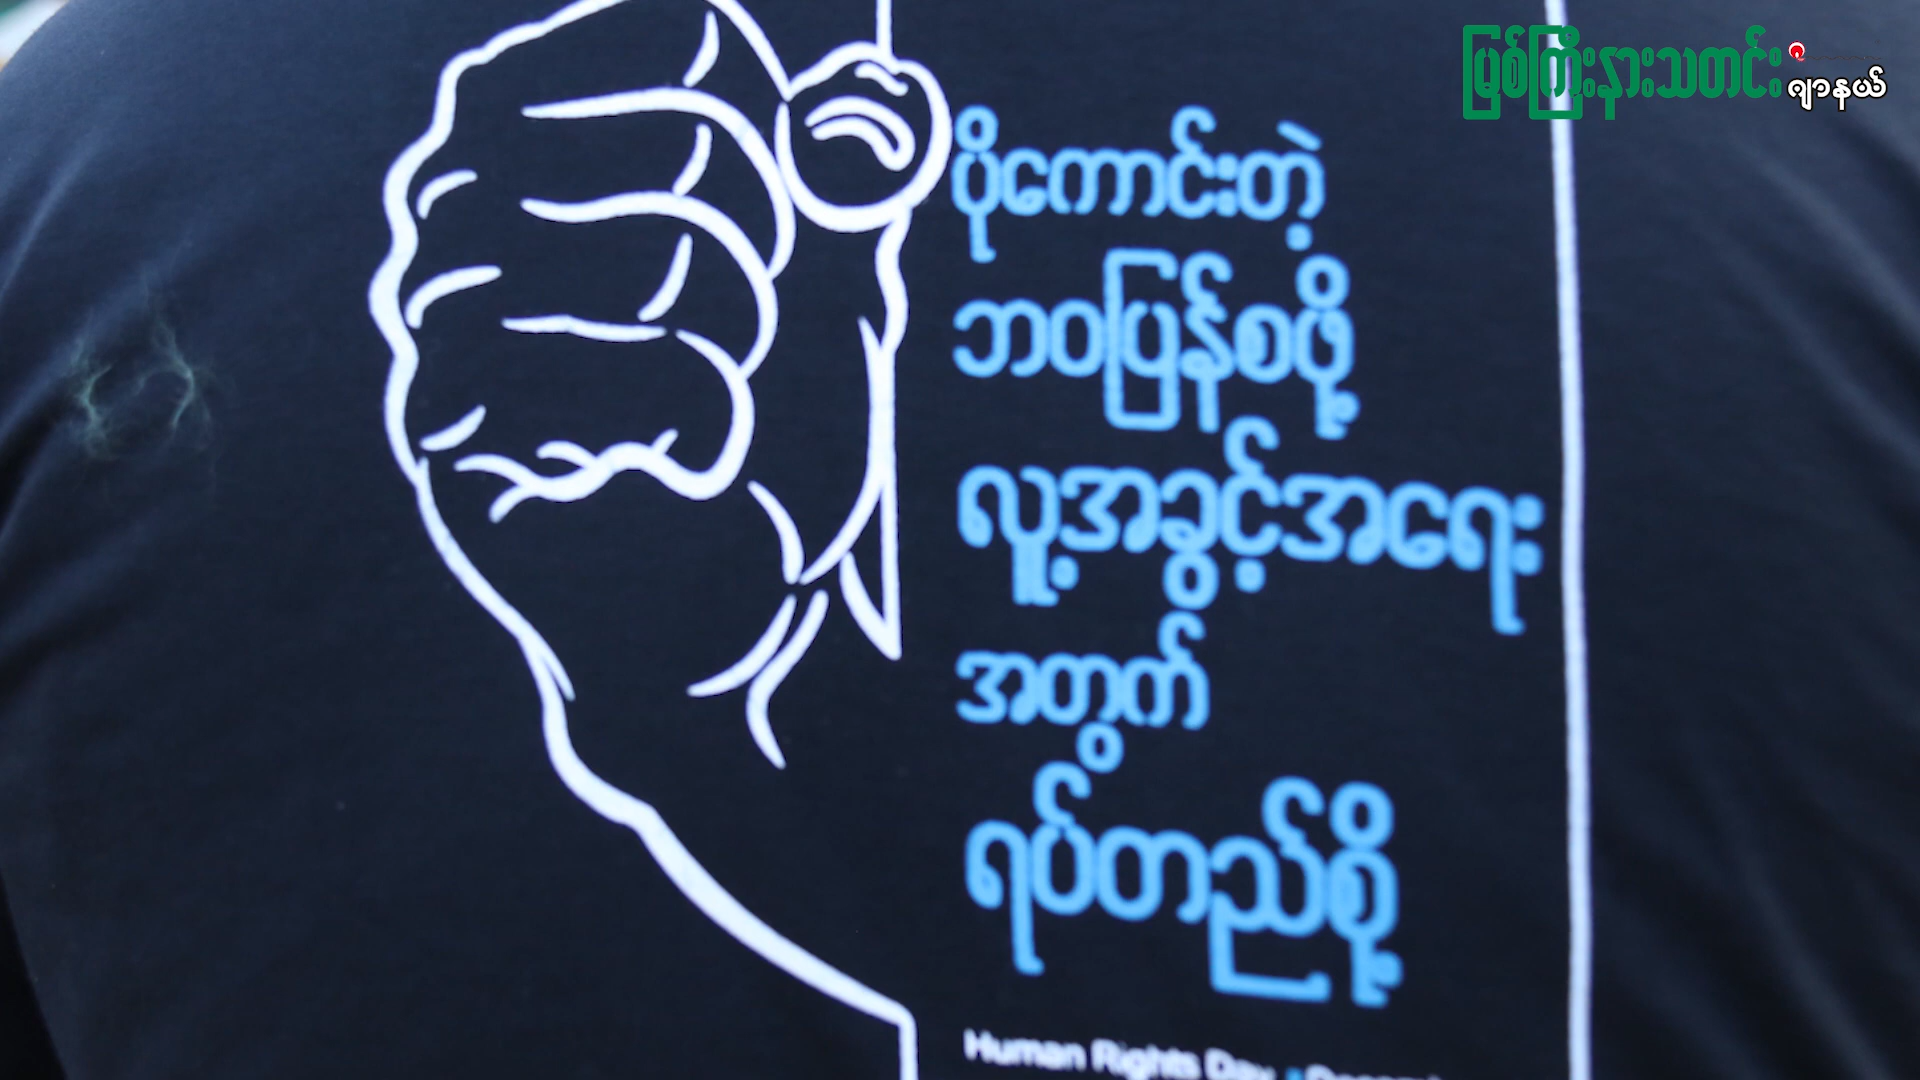 မြစ်ကြီးနားသတင်း
ဂျာနယ်
ပိုကောင်းတဲ့
ဘဝပြန်စဖို့
လူ့အခွင့်အရေး
အတွက်
ရပ်တည်စို့
Human Rights Day